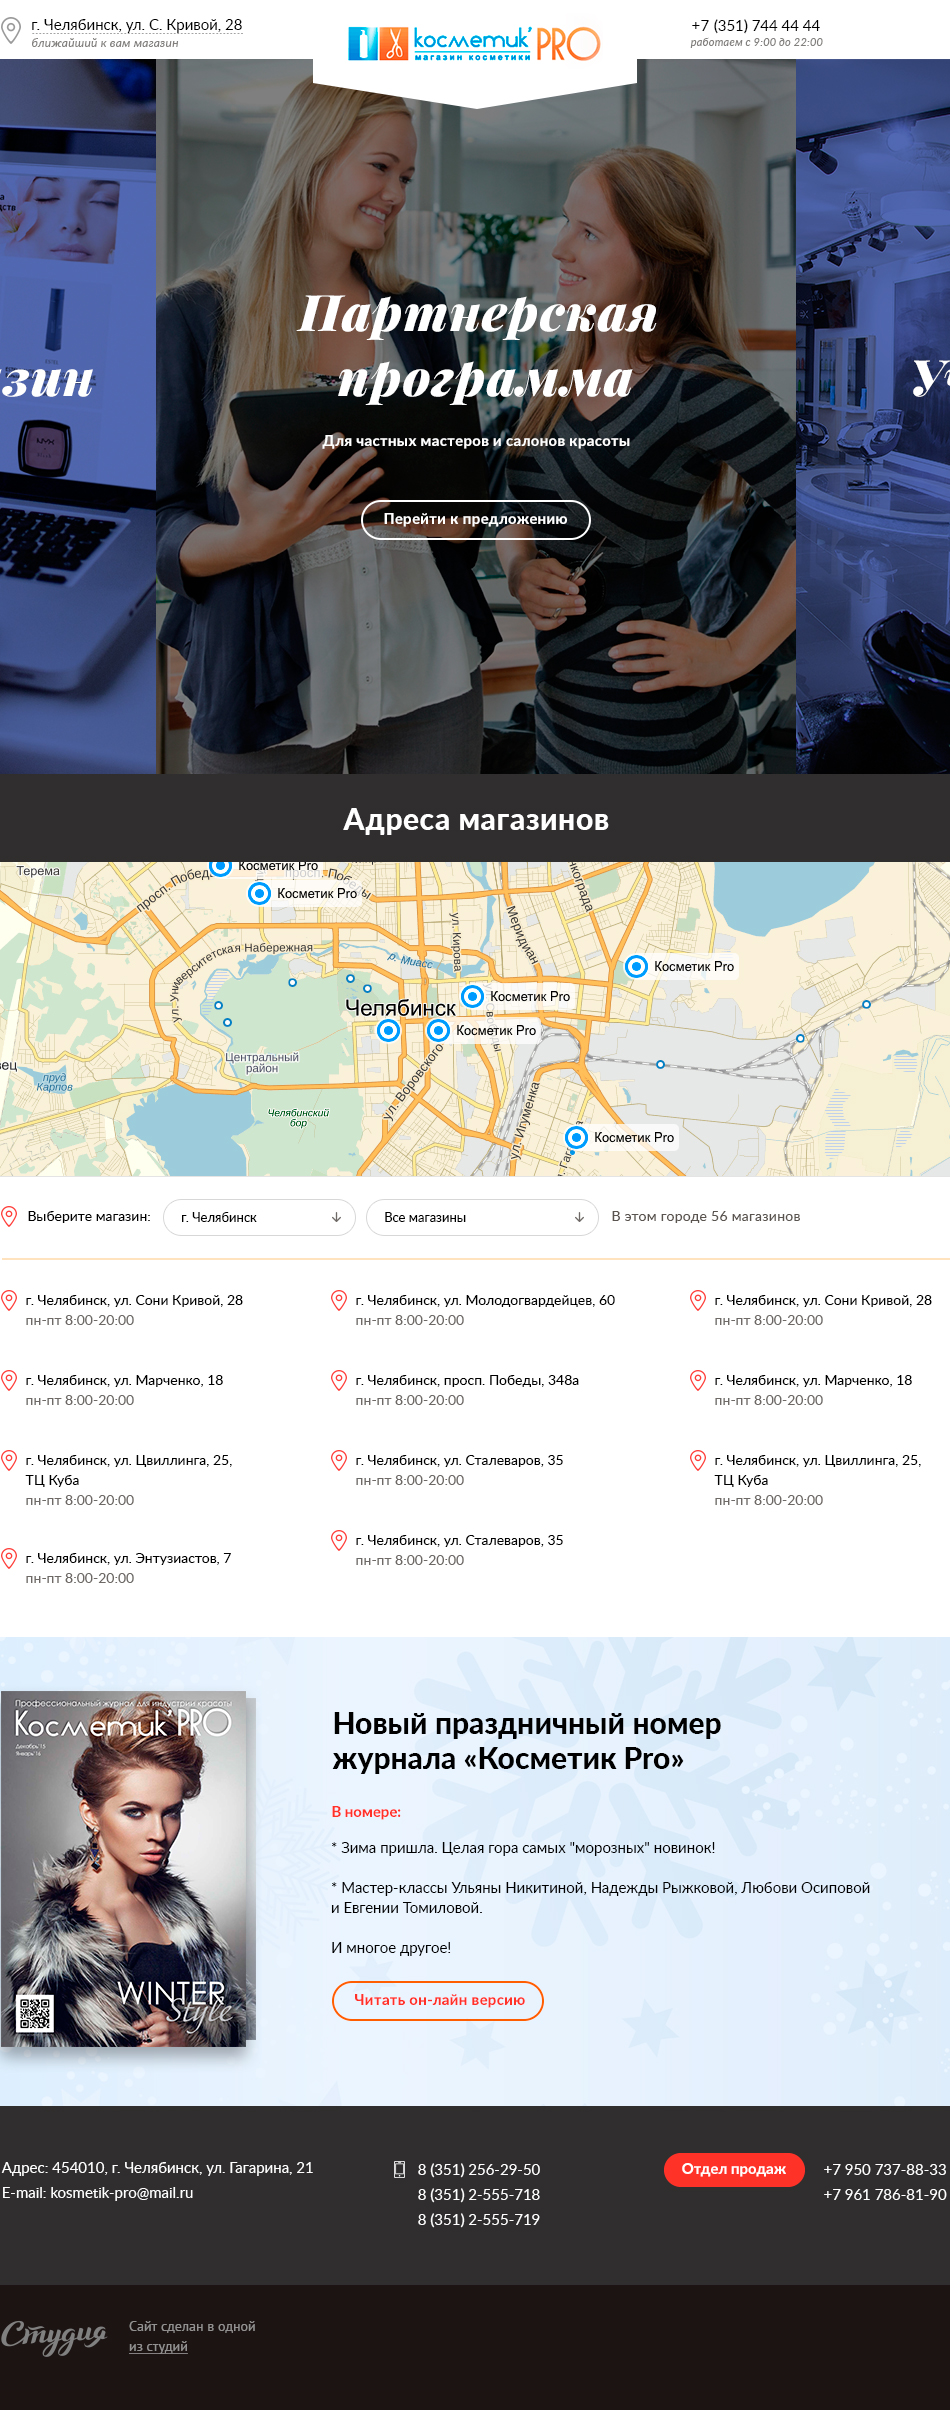 г. Челябинск, ул. С. Кривой, 28
ближайший к вам магазин
косметик'PRO
магазин косметики
+7 (351) 744 44 44
работаем с 9:00 до 22:00
Партнерская
программа
Для частных мастеров и салонов красоты
Перейти к предложению
Адреса магазинов
Терема
просп. Победы
Косметик Pro
Косметик Pro
ул. Кирова
Меридиан
Университетская Набережная
р. Миасс
Косметик Pro
Челябинск
Косметик Pro
Косметик Pro
Центральный
район
пруд
Карпов
Челябинский
бор
ул. Воровского
ул. Игуменка
Косметик Pro
Выберите магазин:
г. Челябинск
Все магазины
В этом городе 56 магазинов
г. Челябинск, ул. Сони Кривой, 28
пн-пт 8:00-20:00
г. Челябинск, ул. Марченко, 18
пн-пт 8:00-20:00
г. Челябинск, ул. Цвиллинга, 25,
ТЦ Куба
пн-пт 8:00-20:00
г. Челябинск, ул. Энтузиастов, 7
пн-пт 8:00-20:00
г. Челябинск, ул. Молодогвардейцев, 60
пн-пт 8:00-20:00
г. Челябинск, просп. Победы, 348а
пн-пт 8:00-20:00
г. Челябинск, ул. Сталеваров, 35
пн-пт 8:00-20:00
г. Челябинск, ул. Сталеваров, 35
пн-пт 8:00-20:00
г. Челябинск, ул. Сони Кривой, 28
пн-пт 8:00-20:00
г. Челябинск, ул. Марченко, 18
пн-пт 8:00-20:00
г. Челябинск, ул. Цвиллинга, 25,
ТЦ Куба
пн-пт 8:00-20:00
Профессиональный журнал для индустрии красоты
Косметик'PRO
Декабрь'15
Январь'16
WINTER
Style
Новый праздничный номер
журнала «Косметик Pro»
В номере:
* Зима пришла. Целая гора самых "морозных" новинок!
* Мастер-классы Ульяны Никитиной, Надежды Рыжковой, Любови Осиповой
и Евгении Томиловой.
И многое другое!
Читать он-лайн версию
Адрес: 454010, г. Челябинск, ул. Гагарина, 21
E-mail: kosmetik-pro@mail.ru
8 (351) 256-29-50
8 (351) 2-555-718
8 (351) 2-555-719
Отдел продаж
+7 950 737-88-33
+7 961 786-81-90
Студия
Сайт сделан в одной
из студий